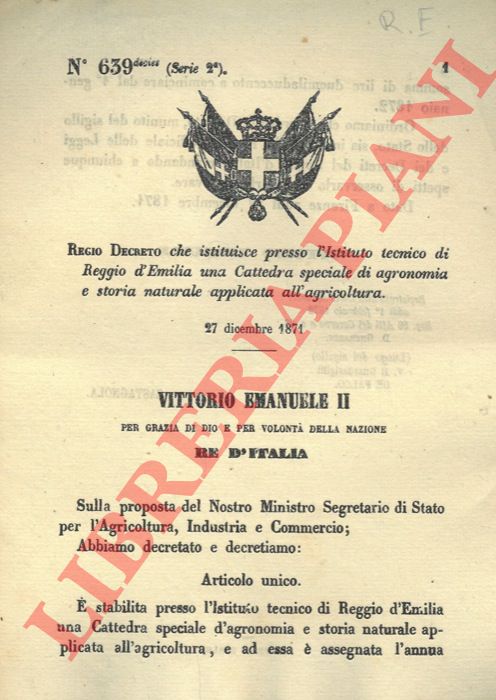 R. E
N° 639 decies (Serie 2ª). 1
REGIO DECRETO che istituisce presso l'Istituto tecnico di
Reggio d'Emilia una Cattedra speciale di agronomia
e storia naturale applicata all'agricoltura.
27 dicembre 1871
VITTORIO EMANUELE II
PER GRAZIA DI DIO E PER VOLONTÀ DELLA NAZIONE
RE D'ITALIA
Sulla proposta del Nostro Ministro Segretario di Stato
per l'Agricoltura, Industria e Commercio;
Abbiamo decretato e decretiamo:
Articolo unico.
È stabilita presso l'Istituto tecnico di Reggio d'Emilia
una Cattedra speciale d'agronomia e storia naturale ap-
plicata all'agricoltura, e ad essa è assegnata l'annua
LIBRERIA PIANI